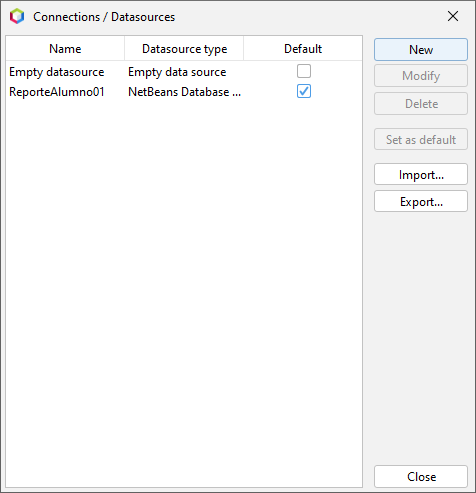 Connections / Datasources
Name Datasource type Default
Empty datasource Empty data source
ReporteAlumno01 NetBeans Database ...
New
Modify
Delete
Set as default
Import...
Export...
Close